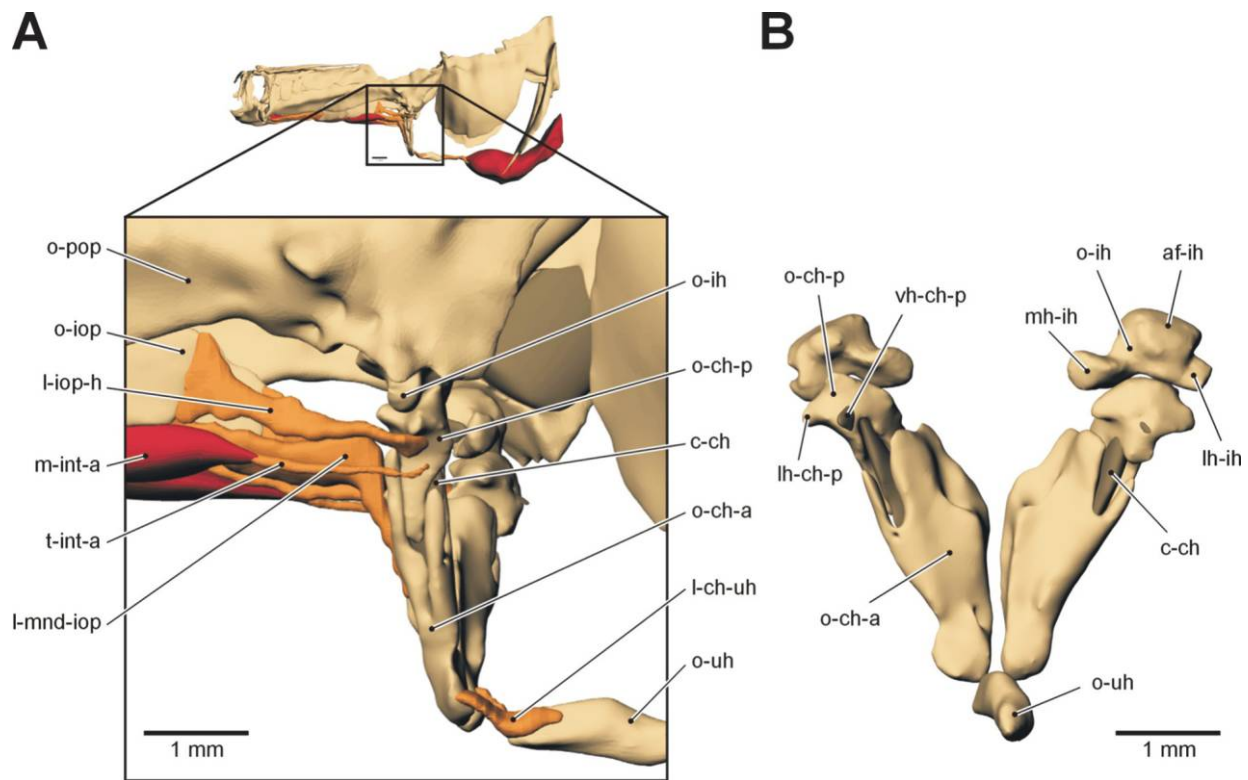 A
B
o-pop
o-iop
l-iop-h
m-int-a
t-int-a
l-mnd-iop
o-ih
o-ch-p
c-ch
o-ch-a
l-ch-uh
o-uh
1 mm
o-ch-p
vh-ch-p
lh-ch-p
o-ih
af-ih
mh-ih
lh-ih
c-ch
o-ch-a
o-uh
1 mm